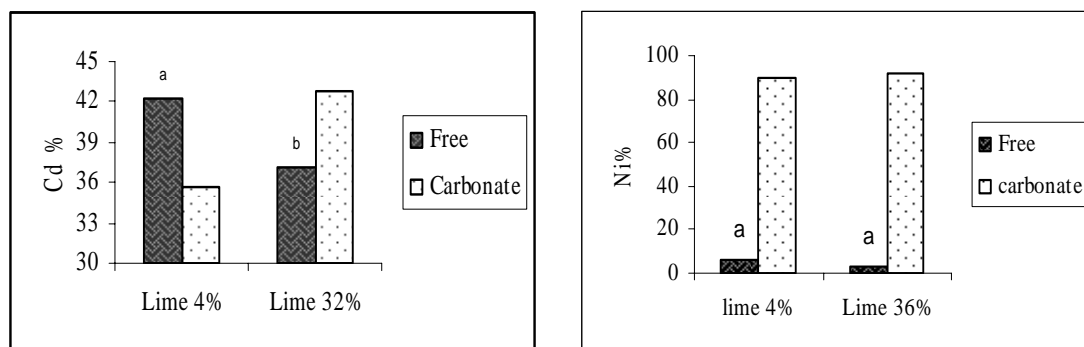 Cd %
45
42
39
36
33
30
a
b
Lime 4%
Lime 32%
Free
Carbonate
Ni%
100
80
60
40
20
0
a
a
lime 4%
Lime 36%
Free
carbonate